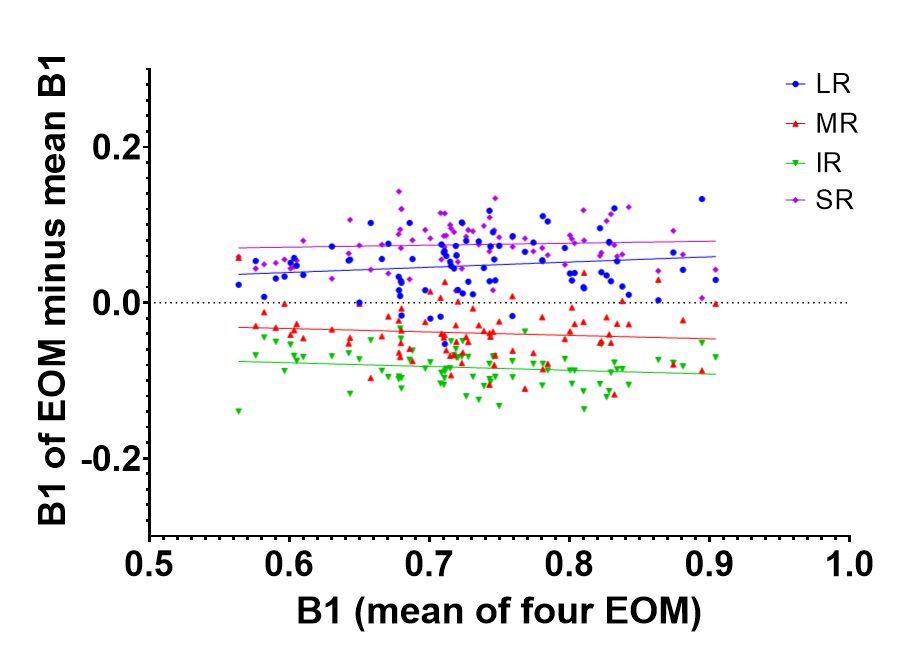 B1 of EOM minus mean B1
0.2
0.0
-0.2
0.5 0.6 0.7 0.8 0.9 1.0
B1 (mean of four EOM)
LR
MR
IR
SR